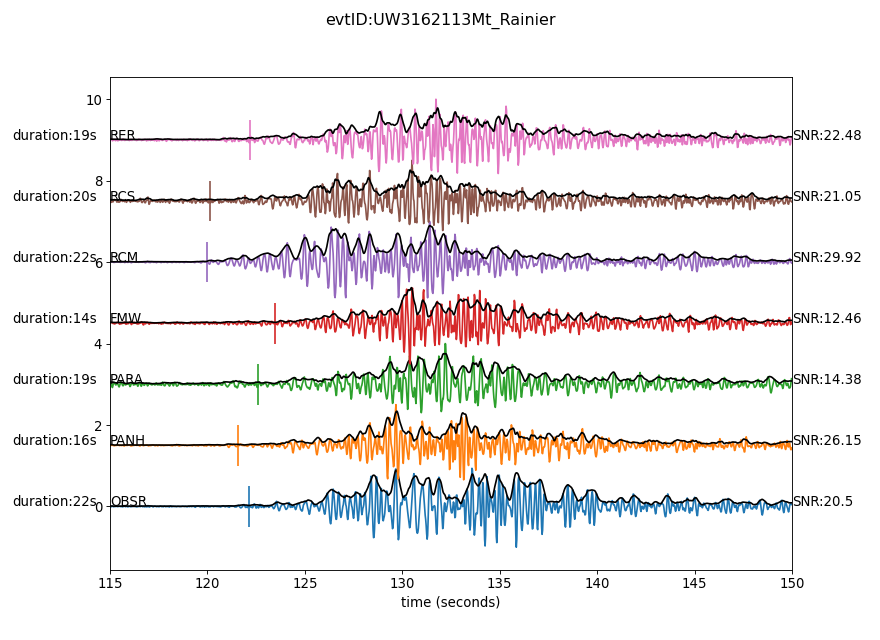 evtID:UW3162113Mt_Rainier
10
duration:19s RER SNR:22.48
8
duration:20s RCS SNR:21.05
duration:22s RCM SNR:29.92
6
duration:14s FMW SNR:12.46
4
duration:19s PARA SNR:14.38
2
duration:16s PANH SNR:26.15
duration:22s OBSR SNR:20.5
0
115 120 125 130 135 140 145 150
time (seconds)